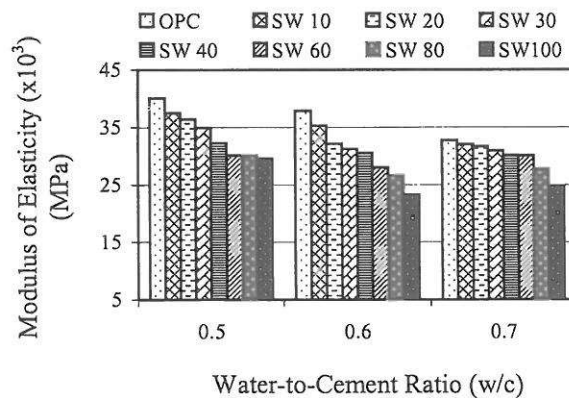 OPC SW 10 SW 20 SW 30
SW 40 SW 60 SW 80 SW100
Modulus of Elasticity (x10³)
(MPa)
45
35
25
15
5
0.5 0.6 0.7
Water-to-Cement Ratio (w/c)